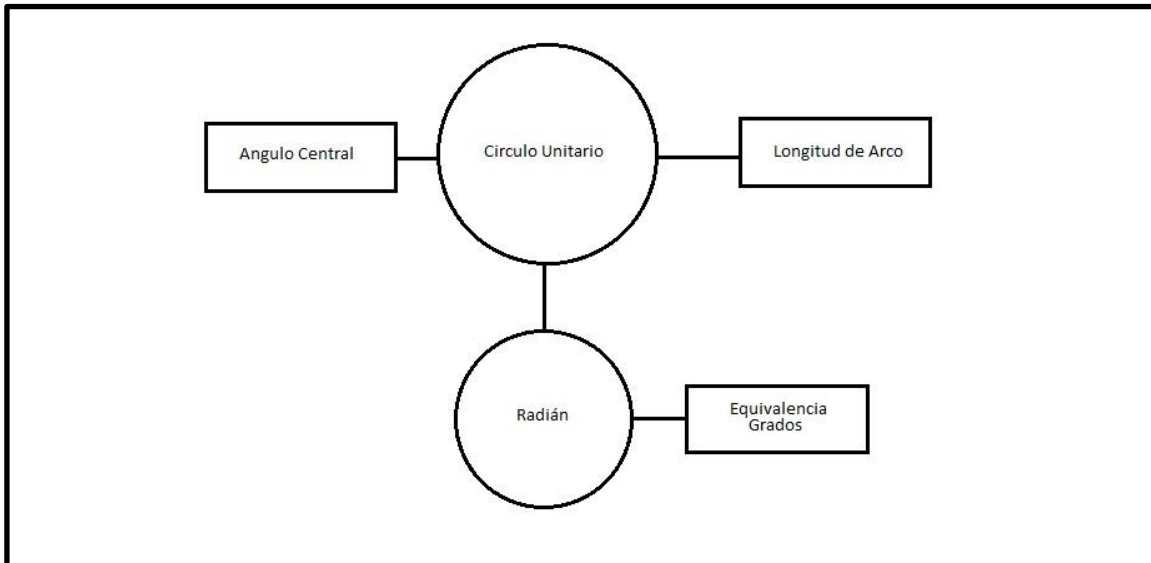 Angulo Central
Circulo Unitario
Longitud de Arco
Radián
Equivalencia
Grados